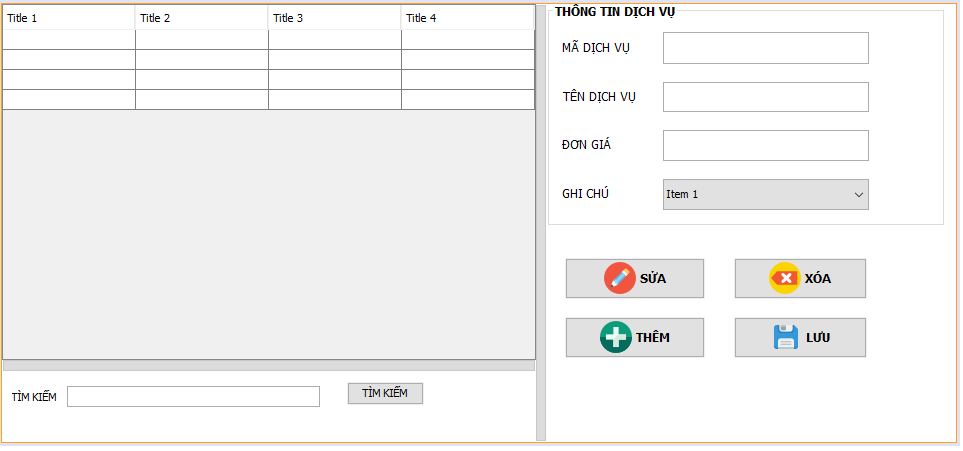 Title 1 Title 2 Title 3 Title 4
THÔNG TIN DỊCH VỤ
MÃ DỊCH VỤ
TÊN DỊCH VỤ
ĐƠN GIÁ
GHI CHÚ Item 1
SỬA XÓA
THÊM LƯU
TÌM KIẾM TÌM KIẾM